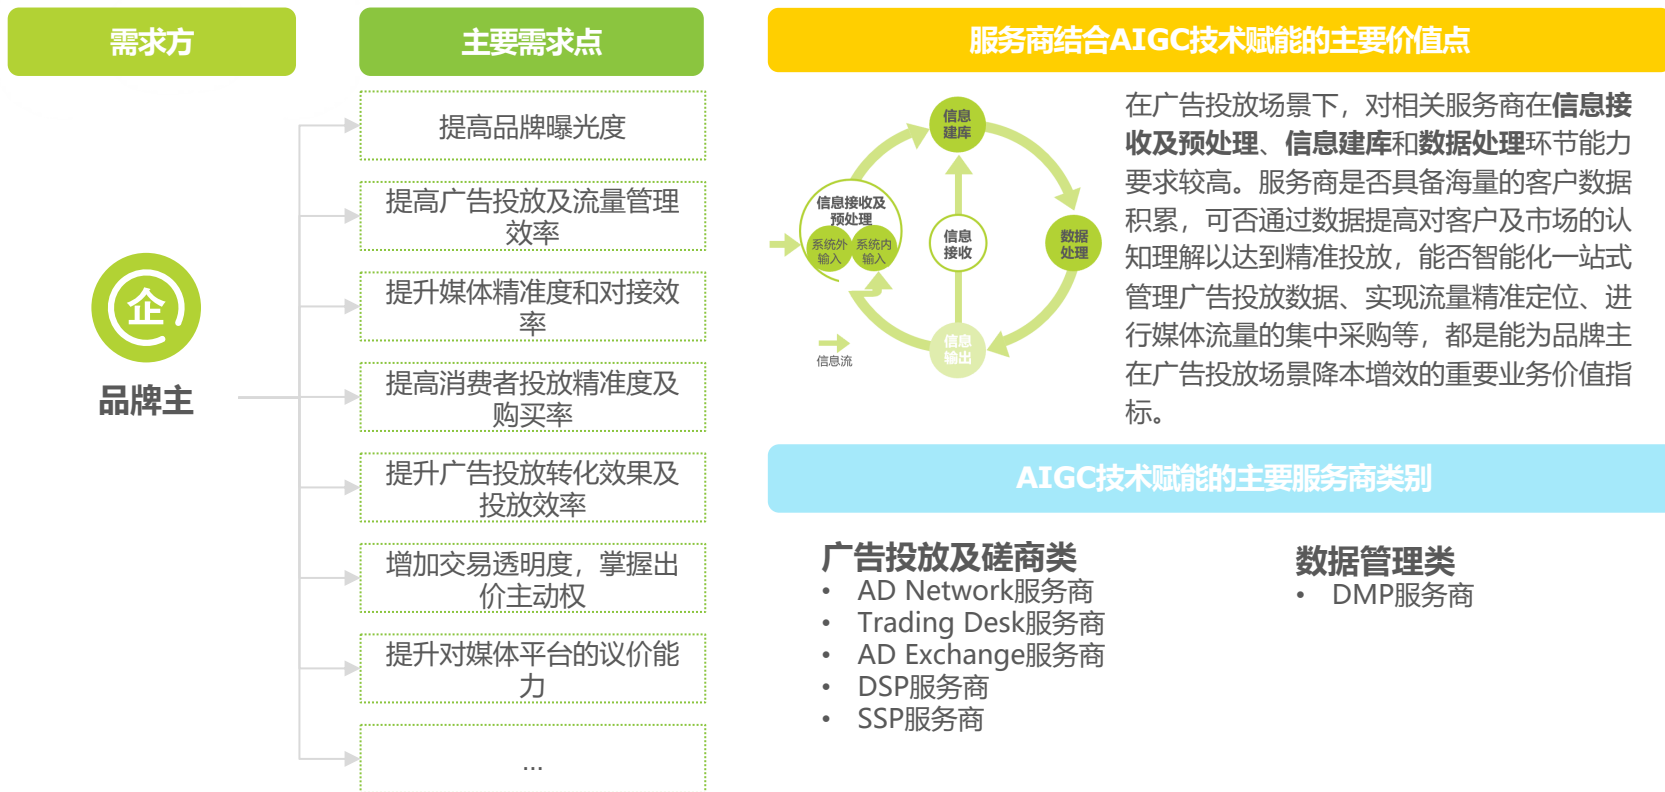 需求方
主要需求点
服务商结合AIGC技术赋能的主要价值点
企
品牌主
提高品牌曝光度
提高广告投放及流量管理
效率
提升媒体精准度和对接效
率
提高消费者投放精准度及
购买率
提升广告投放转化效果及
投放效率
增加交易透明度，掌握出
价主动权
提升对媒体平台的议价能
力
...
信息
建库
信息接收及
预处理
系统外
输入
系统内
输入
信息
接收
数据
处理
信息
输出
信息流
在广告投放场景下，对相关服务商在信息接
收及预处理、信息建库和数据处理环节能力
要求较高。服务商是否具备海量的客户数据
积累，可否通过数据提高对客户及市场的认
知理解以达到精准投放，能否智能化一站式
管理广告投放数据、实现流量精准定位、进
行媒体流量的集中采购等，都是能为品牌主
在广告投放场景降本增效的重要业务价值指
标。
AIGC技术赋能的主要服务商类别
广告投放及磋商类
• AD Network服务商
• Trading Desk服务商
• AD Exchange服务商
• DSP服务商
• SSP服务商
数据管理类
• DMP服务商